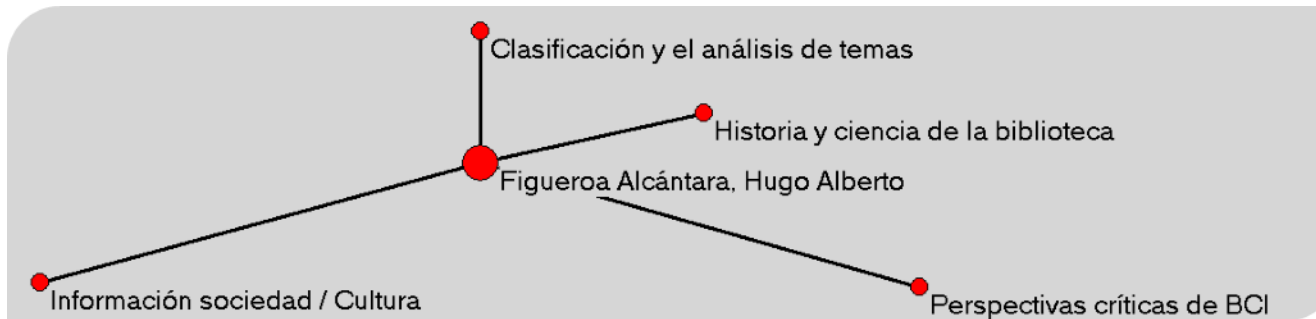 Clasificación y el análisis de temas
Historia y ciencia de la biblioteca
Figueroa Alcántara, Hugo Alberto
Información sociedad / Cultura
Perspectivas críticas de BCI